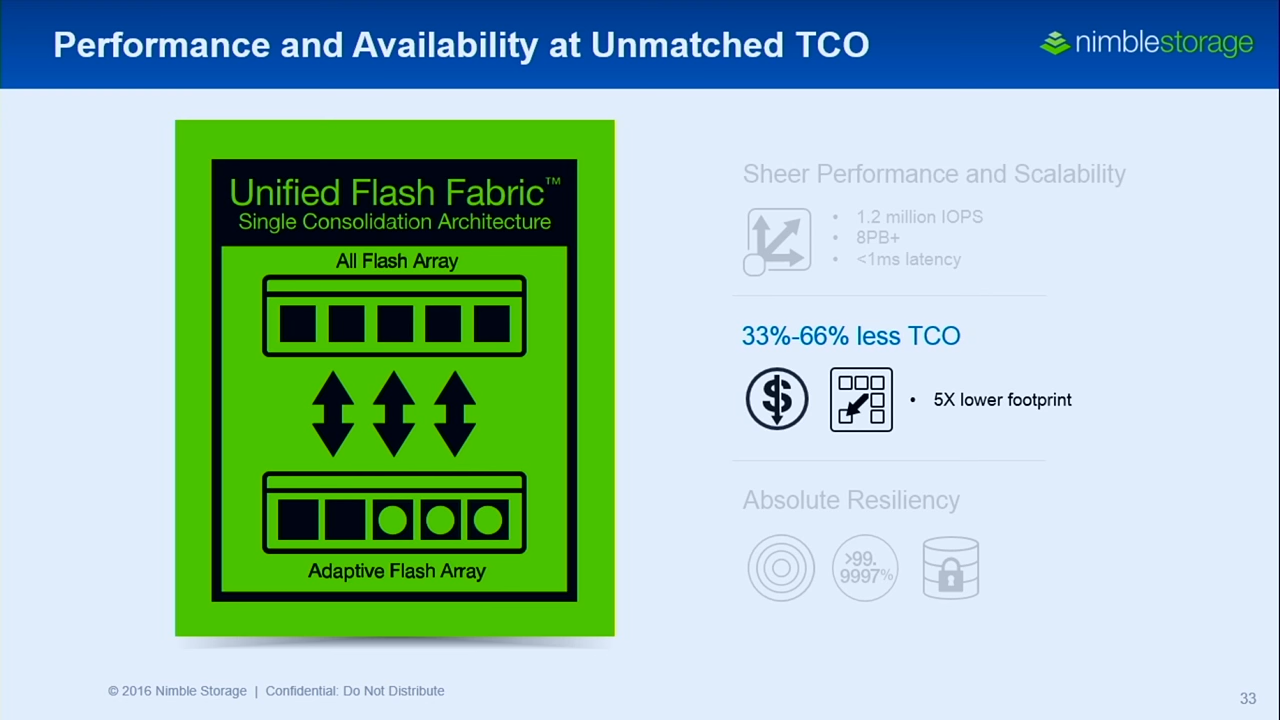 Performance and Availability at Unmatched TCO
nimblestorage
Unified Flash Fabric™
Single Consolidation Architecture
All Flash Array
Adaptive Flash Array
Sheer Performance and Scalability
• 1.2 million IOPS
• 8PB+
• <1ms latency
33%-66% less TCO
$
• 5X lower footprint
Absolute Resiliency
>99.
9997%
© 2016 Nimble Storage | Confidential: Do Not Distribute
33